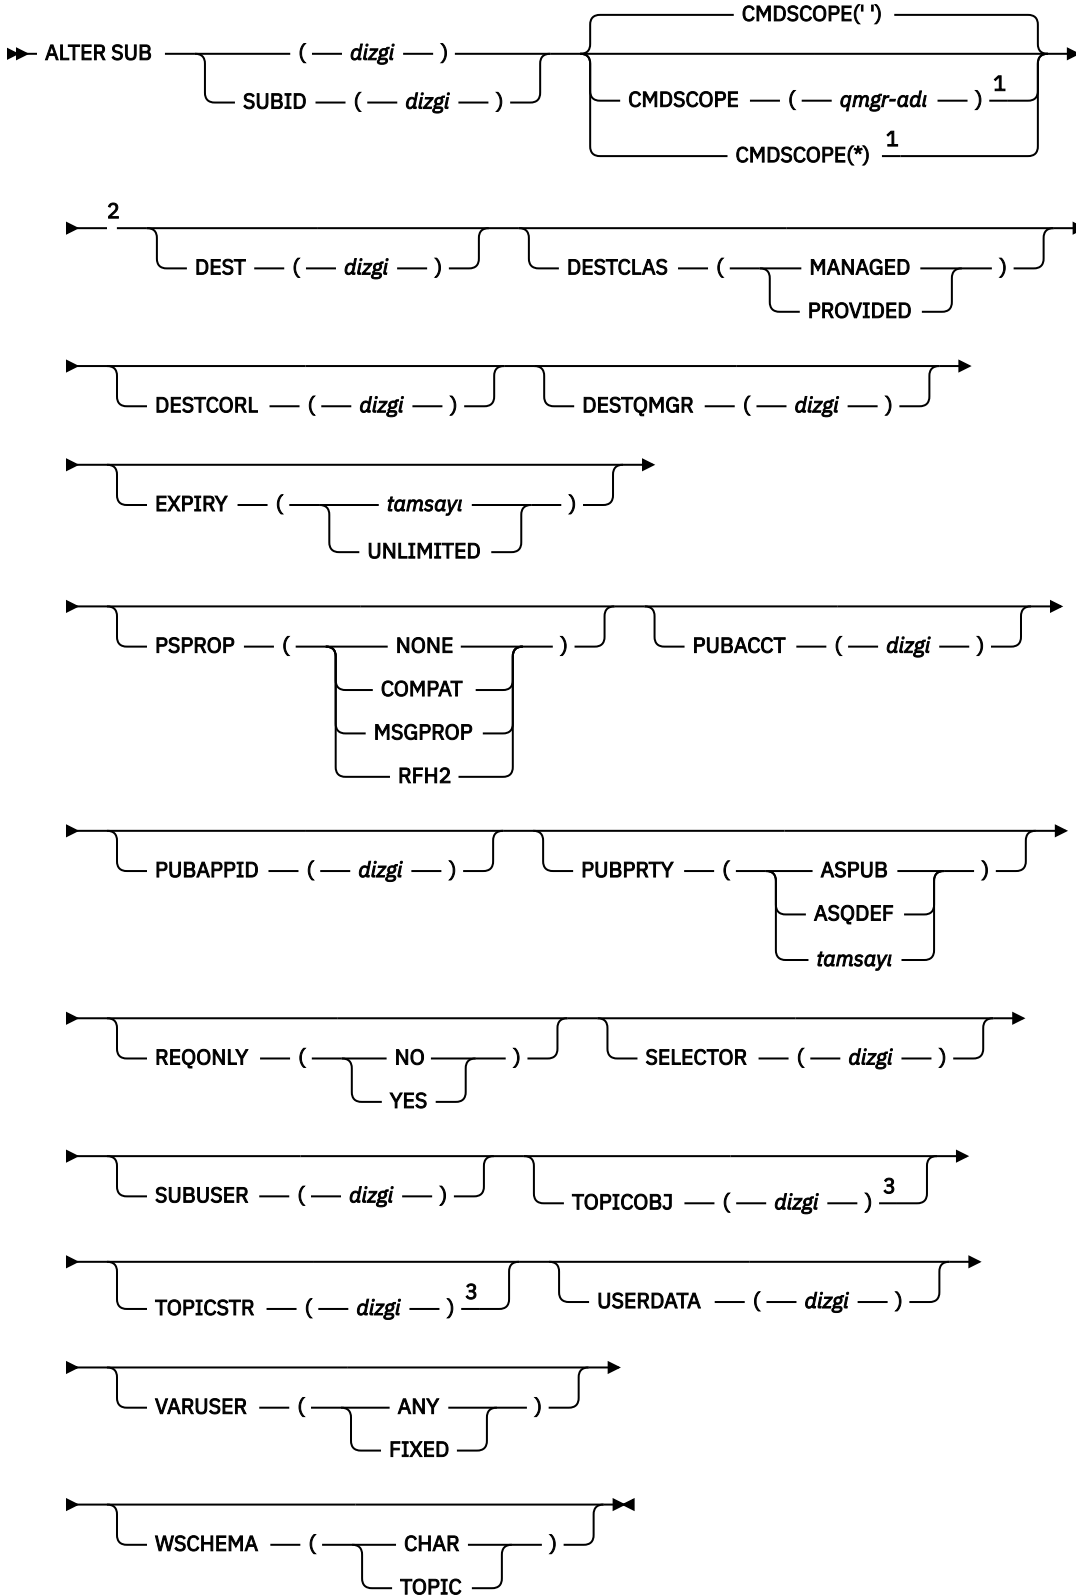 CMDSCOPE(' ')
ALTER SUB ( dizgi )
SUBID ( dizgi ) CMDSCOPE ( qmgr-adı ) 1
CMDSCOPE(*) 1
2
DEST ( dizgi ) DESTCLAS ( MANAGED )
PROVIDED
DESTCORL ( dizgi ) DESTQMGR ( dizgi )
EXPIRY ( tamsayı )
UNLIMITED
PSPROP ( NONE ) PUBACCT ( dizgi )
COMPAT
MSGPROP
RFH2
PUBAPPID ( dizgi ) PUBPRTY ( ASPUB )
ASQDEF
tamsayı
REQONLY ( NO ) SELECTOR ( dizgi )
YES
SUBUSER ( dizgi ) TOPICOBJ ( dizgi ) 3
TOPICSTR ( dizgi ) 3 USERDATA ( dizgi )
VARUSER ( ANY )
FIXED
WSCHEMA ( CHAR )
TOPIC